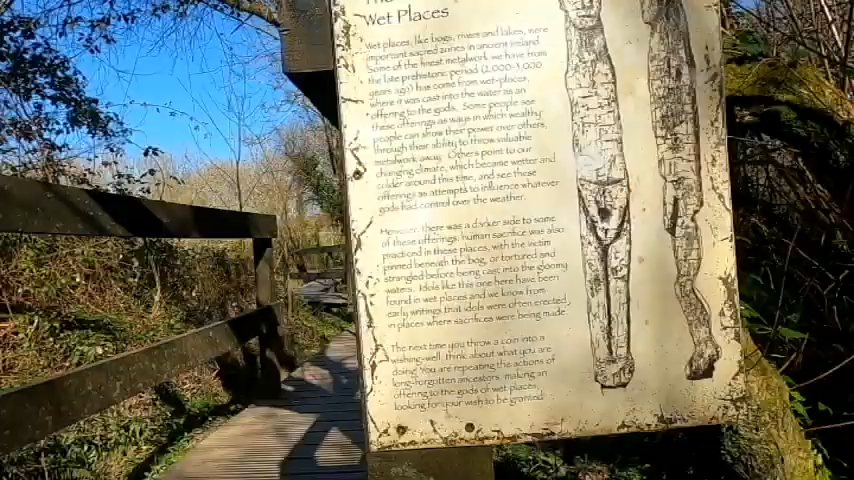 Wet Places
Wet places, like bogs, rivers and lakes, were
important sacred zones in ancient Ireland.
Some of the finest metalwork we have from
the late prehistoric period (2,000-3,000
years ago) has come from wet-places,
where it was cast into the water as an
offering to the gods. Some people see
these offerings as ways in which wealthy
people can show their power over others,
through their ability to throw valuable
metalwork away. Others point to our
changing climate, which became wetter and
colder around this time, and see these
offerings as attempts to influence whatever
gods had control over the weather.
However, there was a darker side to some
of these offerings: human sacrifice was also
practiced in these places, with the victim
pinned beneath the bog, or tortured and
strangled before being cast into the gloomy
waters. Idols like this one here have been
found in wet places and we know from
early writings that idols were often erected
in places where sacrifices were being made.
The next time you throw a coin into a
wishing-well, think about what you are
doing! You are repeating the actions of
long-forgotten ancestors, making an
offering to the gods of wet places,
looking for your wish to be granted!